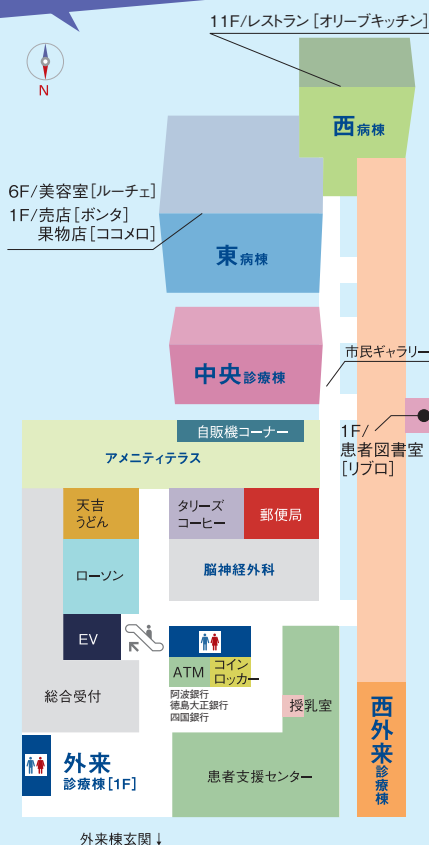 11F/レストラン［オリーブキッチン］
N
西病棟
6F/美容室［ルーチェ］
1F/売店［ボンタ］
果物店［ココメロ］
東病棟
市民ギャラリー
中央診療棟
1F/
患者図書室
［リブロ］
自販機コーナー
アメニティテラス
天吉
うどん
タリーズ
コーヒー
郵便局
ローソン
脳神経外科
EV
ATM
コイン
ロッカー
阿波銀行
徳島大正銀行
四国銀行
総合受付
授乳室
西外来診療棟
外来
診療棟［1F］
患者支援センター
外来棟玄関↓